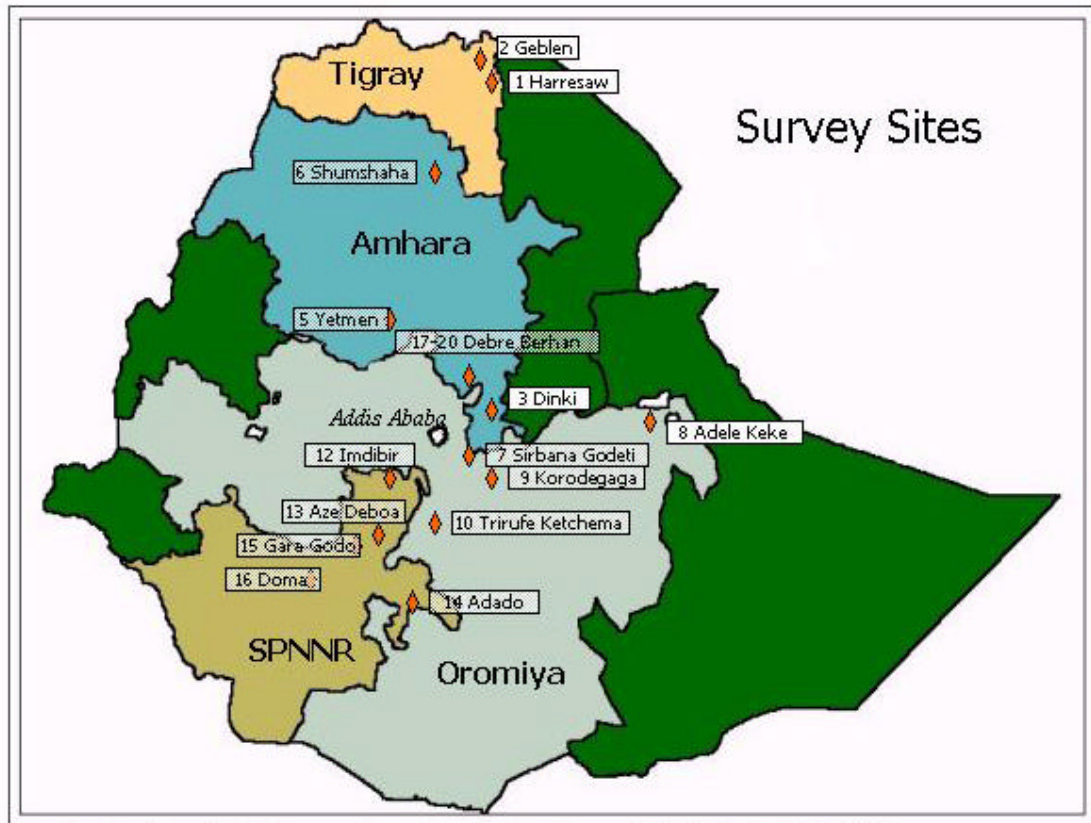 2 Geblen
Tigray
1 Harresaw
Survey Sites
6 Shumshaha
Amhara
5 Yetmen
17-20 Debre Berhan
3 Dinki
Addis Ababa
8 Adele Keke
12 Imdibir
7 Sirbana Godeti
9 Korodegaga
13 Aze Deboa
10 Trirufe Ketchema
15 Gara Godo
16 Doma
14 Adado
SPNNR
Oromiya